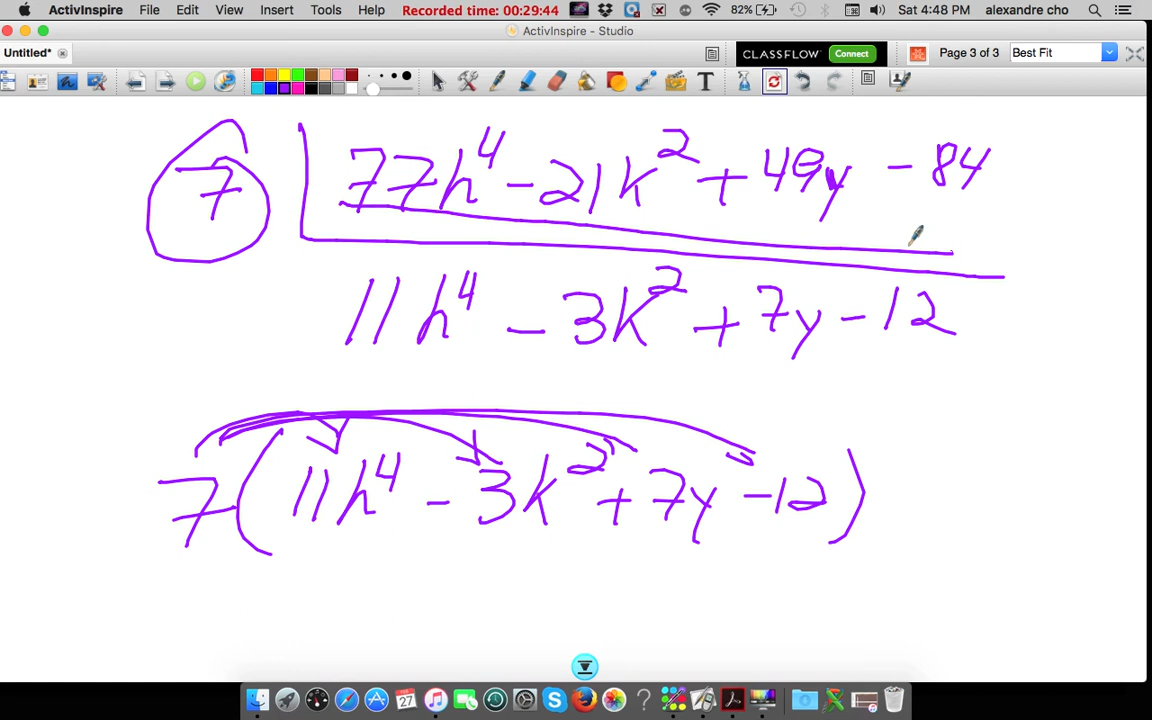 ActivInspire File Edit View Insert Tools Help Recorded time: 00:29:44 82% Sat 4:48 PM alexandre cho
ActivInspire - Studio
Untitled* CLASSFLOW Connect Page 3 of 3 Best Fit
7 77h⁴ - 21k² + 49y - 84
11h⁴ - 3k² + 7y - 12
7(11h⁴ - 3k² + 7y - 12)